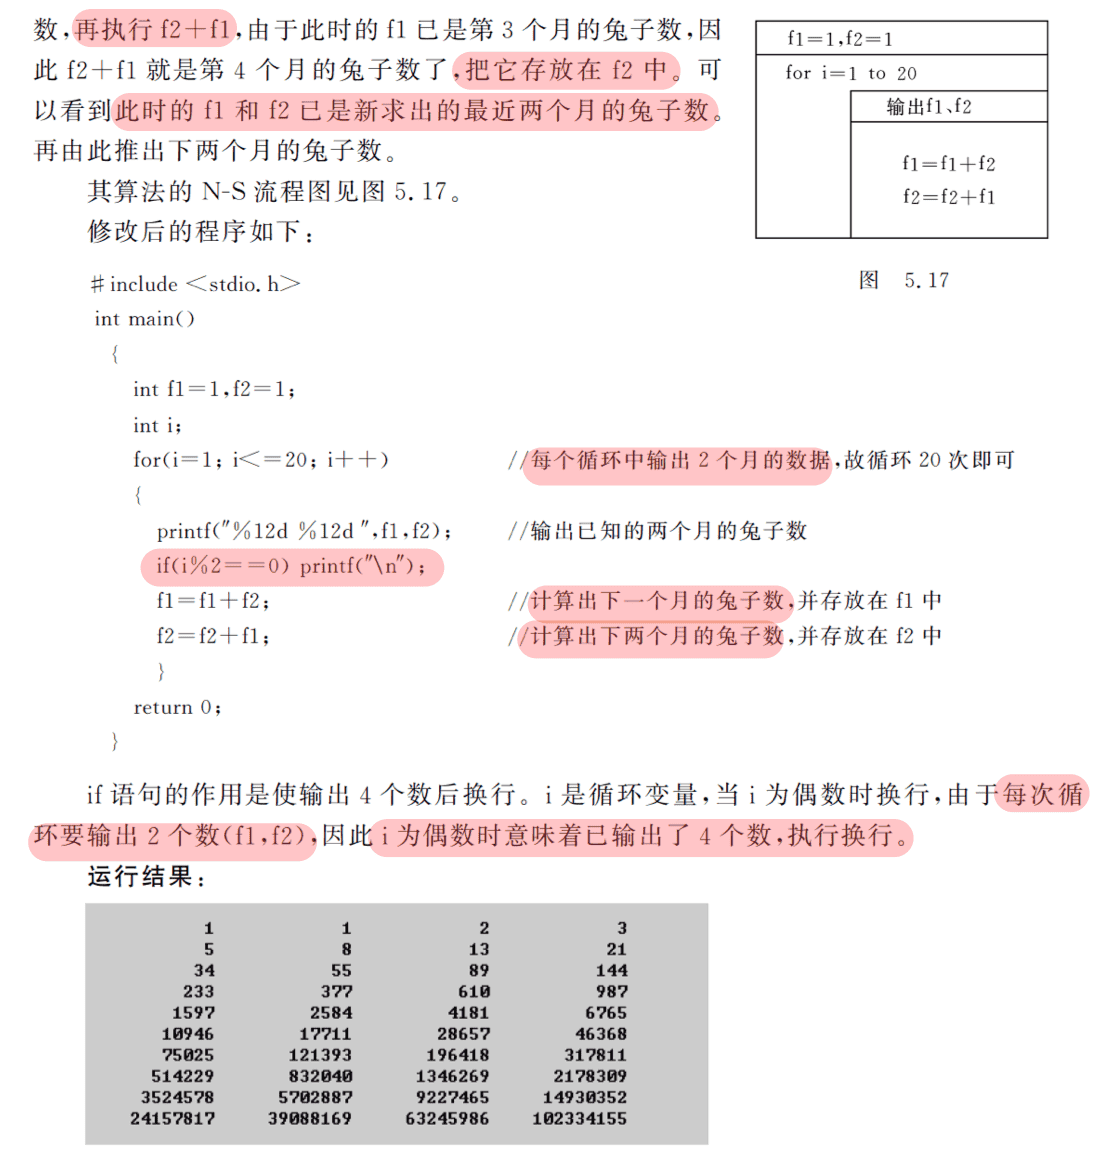 数,再执行 f2+f1,由于此时的 f1 已是第 3 个月的兔子数,因
此 f2+f1 就是第 4 个月的兔子数了,把它存放在 f2 中。可
以看到此时的 f1 和 f2 已是新求出的最近两个月的兔子数。
再由此推出下两个月的兔子数。
其算法的 N-S 流程图见图 5.17。
修改后的程序如下:
f1=1,f2=1
for i=1 to 20
输出f1、f2
f1=f1+f2
f2=f2+f1
图 5.17
#include <stdio.h>
int main()
{
int f1=1,f2=1;
int i;
for(i=1; i<=20; i++) //每个循环中输出 2 个月的数据,故循环 20 次即可
{
printf("%12d %12d ",f1,f2); //输出已知的两个月的兔子数
if(i%2==0) printf("\n");
f1=f1+f2; //计算出下一个月的兔子数,并存放在 f1 中
f2=f2+f1; //计算出下两个月的兔子数,并存放在 f2 中
}
return 0;
}
if 语句的作用是使输出 4 个数后换行。i 是循环变量,当 i 为偶数时换行,由于每次循
环要输出 2 个数(f1,f2),因此 i 为偶数时意味着已输出了 4 个数,执行换行。
运行结果:
1 1 2 3
5 8 13 21
34 55 89 144
233 377 610 987
1597 2584 4181 6765
10946 17711 28657 46368
75025 121393 196418 317811
514229 832040 1346269 2178309
3524578 5702887 9227465 14930352
24157817 39088169 63245986 102334155